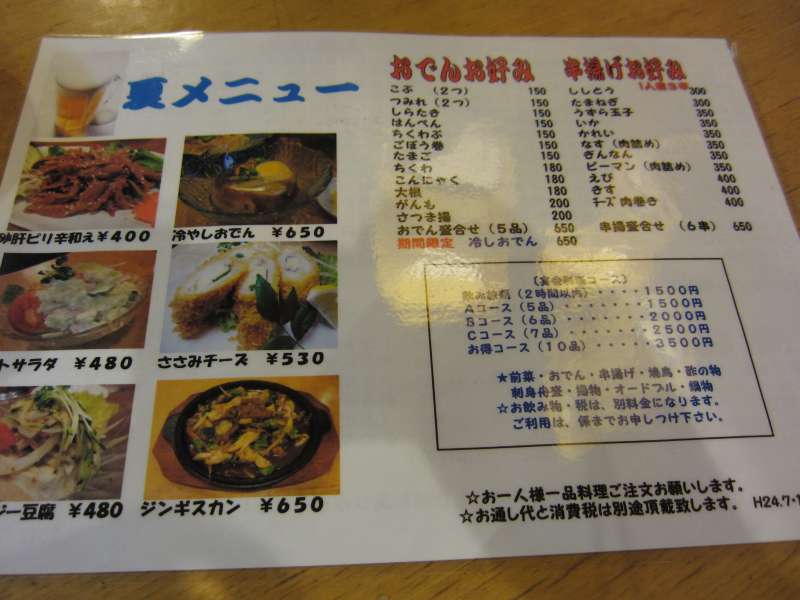 夏メニュー
砂肝ピリ辛和え ¥400
冷やしおでん ¥650
トサラダ ¥480
ささみチーズ ¥530
ジー豆腐 ¥480
ジンギスカン ¥650
おでんお好み
こぶ (2つ) 150
つみれ (2つ) 150
しらたき 150
はんぺん 150
ちくわぶ 150
ごぼう巻 150
たまご 150
ちくわ 180
こんにゃく 180
大根 180
がんも 200
さつま揚 200
おでん盛合せ (5品) 650
期間限定 冷しおでん 650
串揚げお好み
ししとう 300
たまねぎ 300
うずら玉子 350
いか 350
かれい 350
なす (肉詰め) 350
ぎんなん 350
ピーマン (肉詰め) 350
えび 400
きす 400
チーズ肉巻き 400
串揚盛合せ (6串) 650
コース)
飲み放題 (2時間以内)・・・・・1500円
Aコース (5品)・・・・・・・・1500円
Bコース (6品)・・・・・・・・2000円
Cコース (7品)・・・・・・・・2500円
お得コース (10品)・・・・・・3500円
★前菜・おでん・串揚げ・焼鳥・酢の物
刺身舟盛・揚物・オードブル・鍋物
☆お飲み物・税は、別料金になります。
ご利用は、係までお申しつけ下さい。
☆お一人様一品料理ご注文お願いします。
☆お通し代と消費税は別途頂戴致します。 H24.7・1